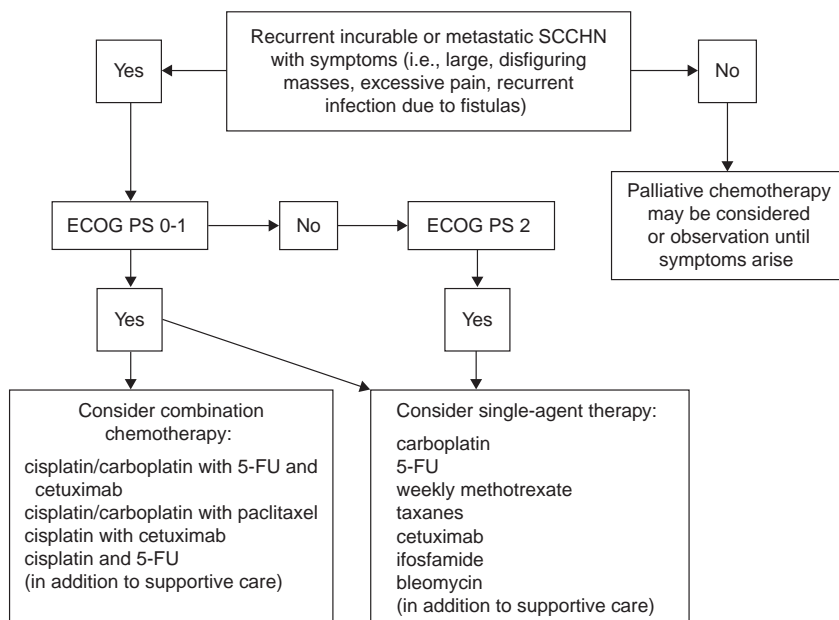 Recurrent incurable or metastatic SCCHN
with symptoms (i.e., large, disfiguring
masses, excessive pain, recurrent
infection due to fistulas)
Yes
No
Palliative chemotherapy
may be considered
or observation until
symptoms arise
ECOG PS 0-1
No
ECOG PS 2
Yes
Yes
Consider combination
chemotherapy:
cisplatin/carboplatin with 5-FU and
cetuximab
cisplatin/carboplatin with paclitaxel
cisplatin with cetuximab
cisplatin and 5-FU
(in addition to supportive care)
Consider single-agent therapy:
carboplatin
5-FU
weekly methotrexate
taxanes
cetuximab
ifosfamide
bleomycin
(in addition to supportive care)